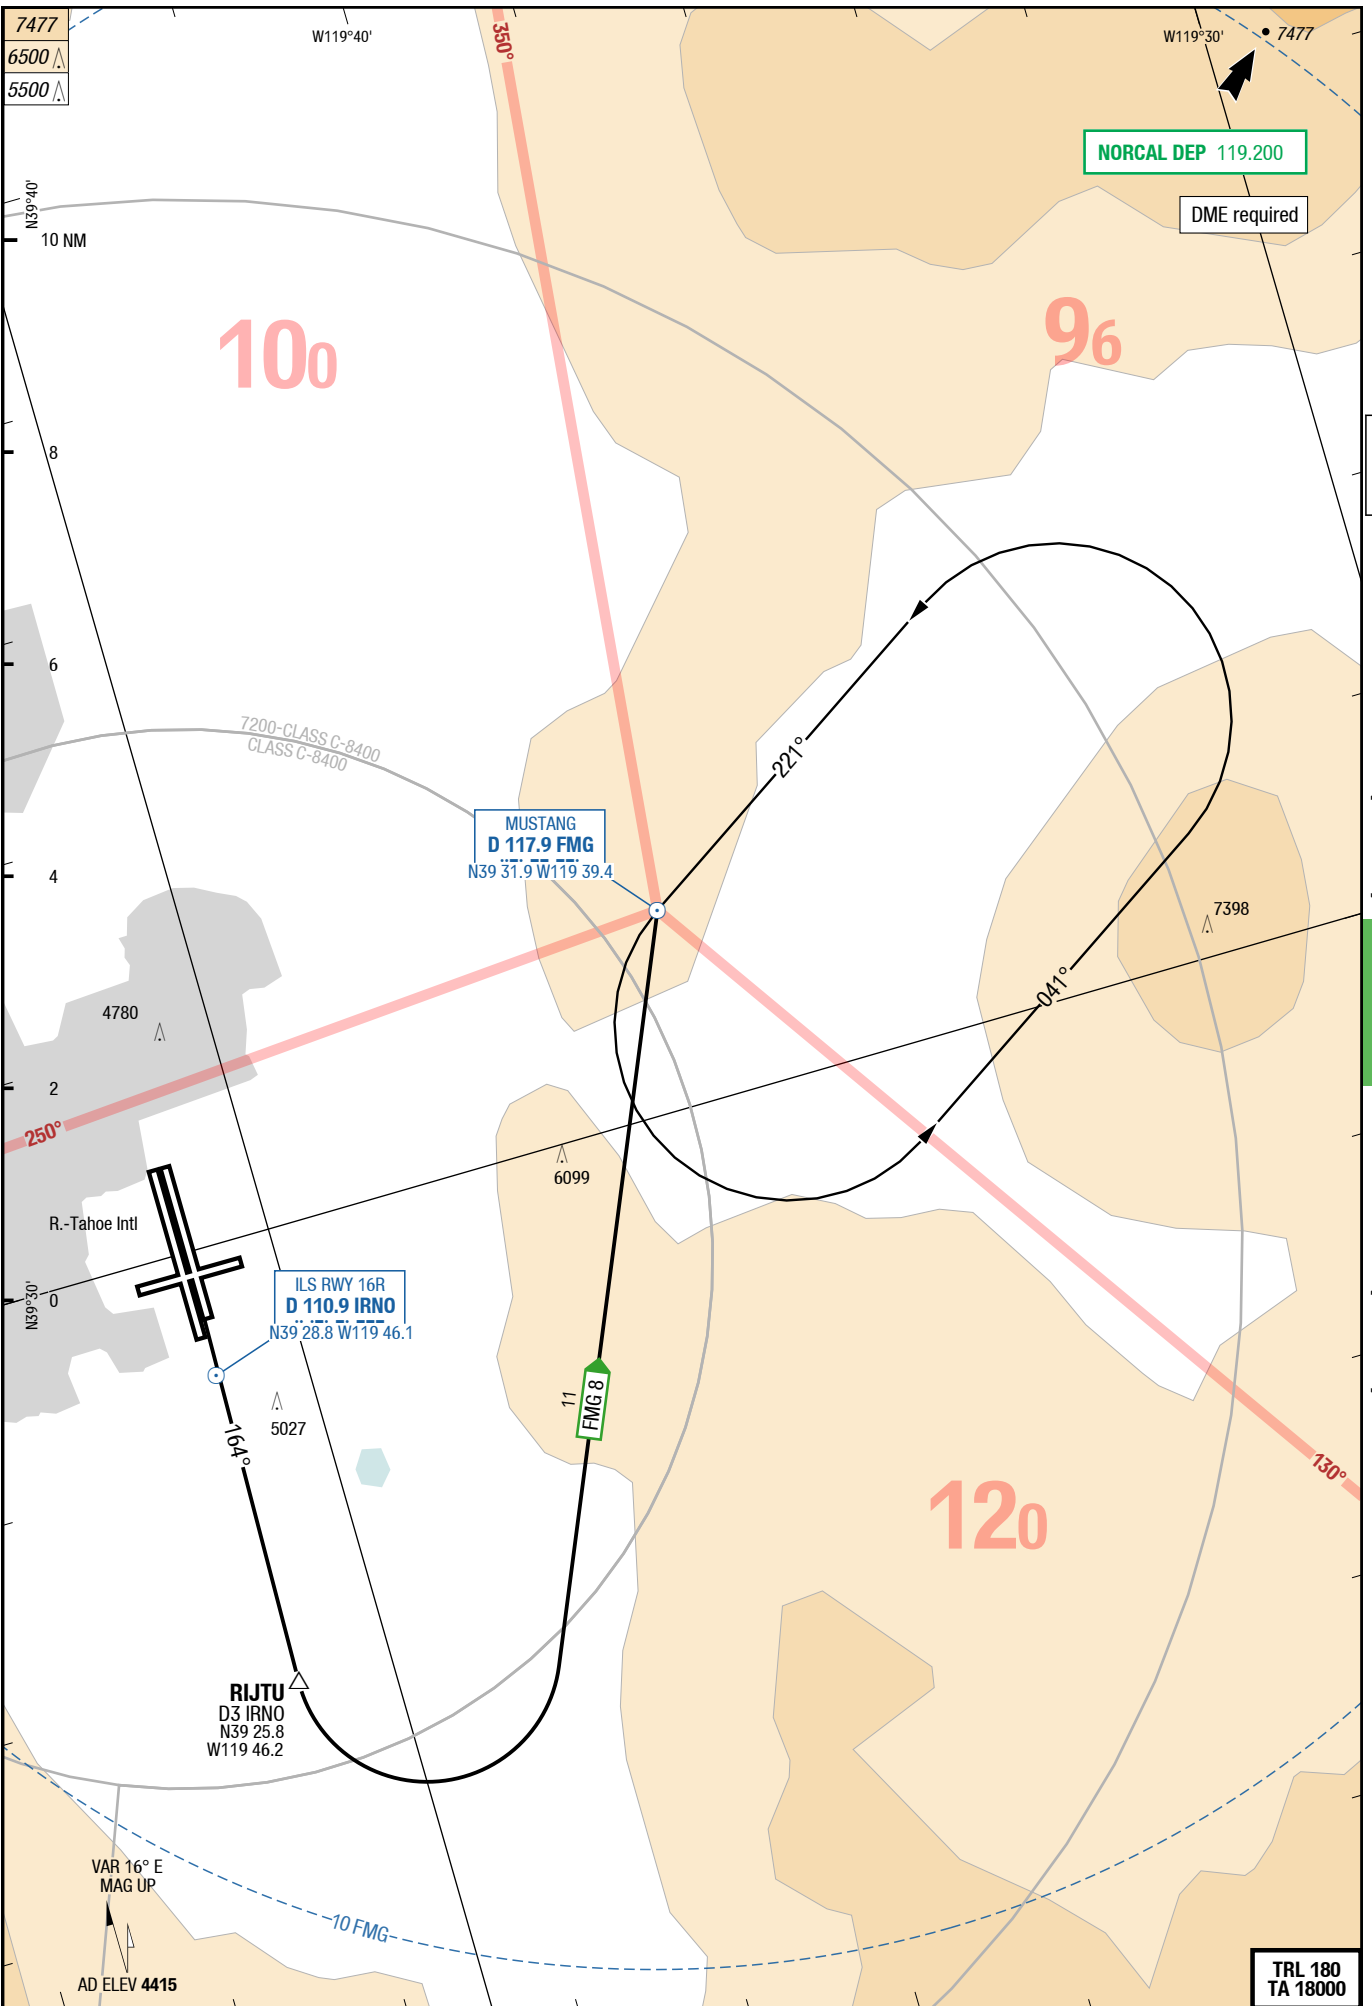 7477
6500
5500
W119°40'
350°
W119°30'
7477
NORCAL DEP 119.200
DME required
N39°40'
10 NM
100
96
8
6
7200-CLASS C-8400
CLASS C-8400
221°
MUSTANG
D 117.9 FMG
N39 31.9 W119 39.4
4
7398
041°
4780
2
250°
6099
R.-Tahoe Intl
N39°30'
0
ILS RWY 16R
D 110.9 IRNO
N39 28.8 W119 46.1
11
FMG 8
5027
164°
130°
120
RIJTU
D3 IRNO
N39 25.8
W119 46.2
VAR 16° E
MAG UP
10 FMG
AD ELEV 4415
TRL 180
TA 18000